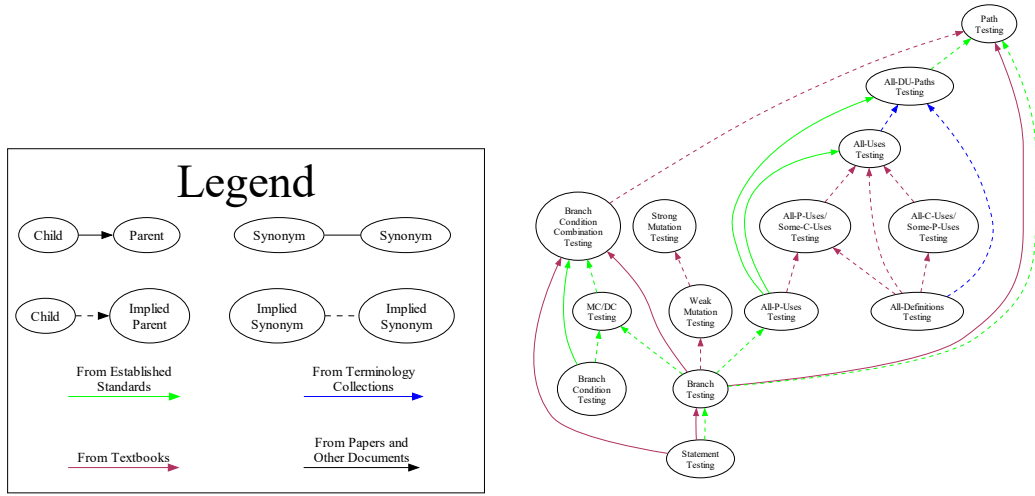 Legend
Child
Parent
Synonym
Synonym
Child
Implied
Parent
Implied
Synonym
Implied
Synonym
From Established
Standards
From Terminology
Collections
From Textbooks
From Papers and
Other Documents
Path
Testing
All-DU-Paths
Testing
All-Uses
Testing
Branch
Condition
Combination
Testing
Strong
Mutation
Testing
All-P-Uses/
Some-C-Uses
Testing
All-C-Uses/
Some-P-Uses
Testing
MC/DC
Testing
Weak
Mutation
Testing
All-P-Uses
Testing
All-Definitions
Testing
Branch
Condition
Testing
Branch
Testing
Statement
Testing